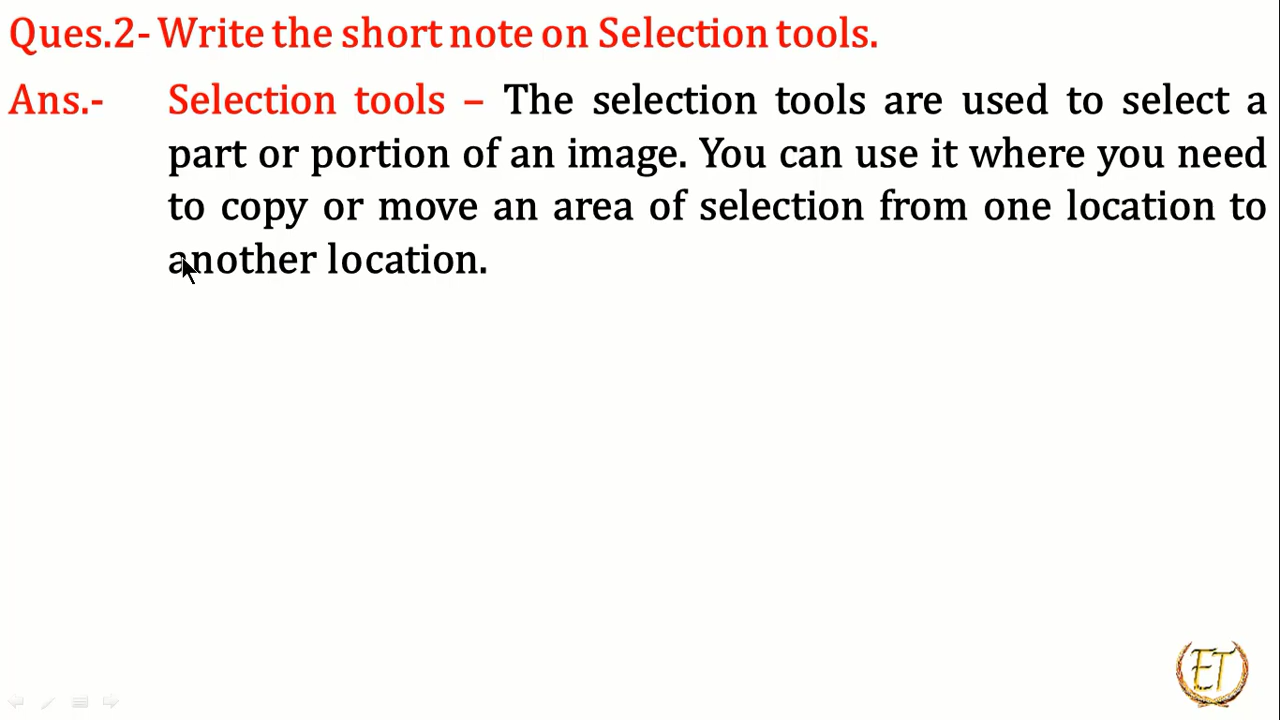 Ques.2- Write the short note on Selection tools.
Ans.- Selection tools – The selection tools are used to select a
part or portion of an image. You can use it where you need
to copy or move an area of selection from one location to
another location.
ET